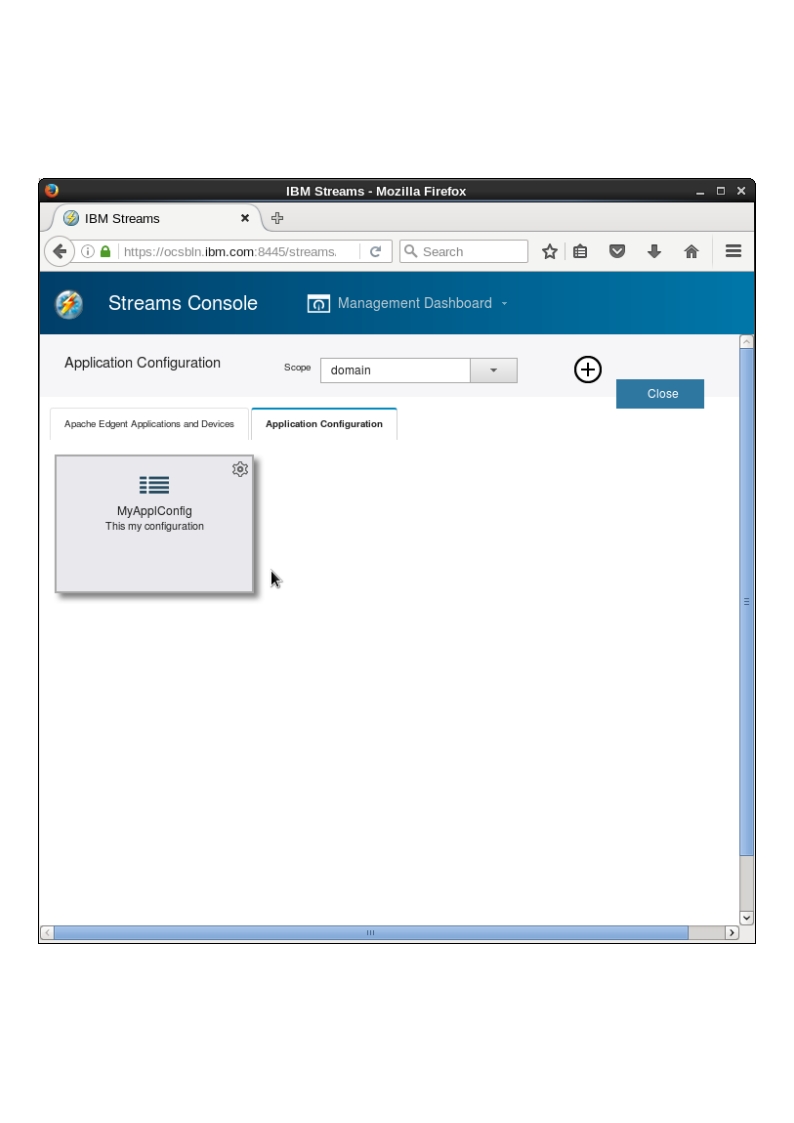 IBM Streams - Mozilla Firefox
IBM Streams
https://ocsbln.ibm.com:8445/streams.
Search
Streams Console
Management Dashboard
Application Configuration
Scope
domain
Close
Apache Edgent Applications and Devices
Application Configuration
MyApplConfig
This my configuration